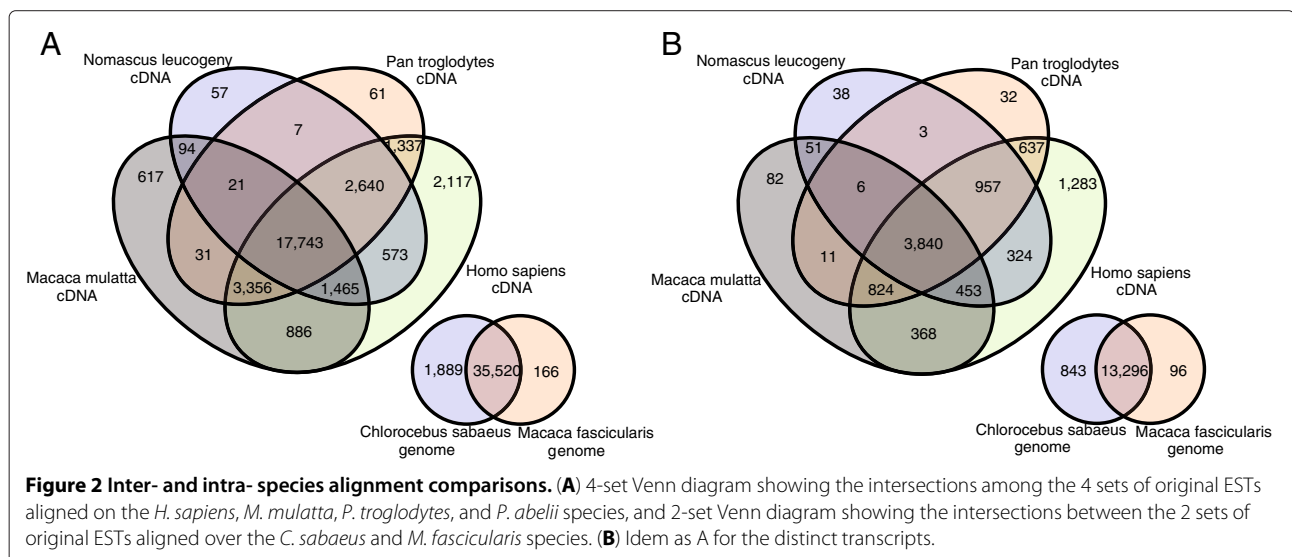 A
Nomascus leucogeny
cDNA
Pan troglodytes
cDNA
57
61
7
94
1,337
617
21
2,640
2,117
17,743
31
573
3,356
1,465
886
Macaca mulatta
cDNA
Homo sapiens
cDNA
1,889
35,520
166
Chlorocebus sabaeus
genome
Macaca fascicularis
genome
B
Nomascus leucogeny
cDNA
Pan troglodytes
cDNA
38
32
3
51
637
82
6
957
1,283
3,840
11
324
824
453
368
Macaca mulatta
cDNA
Homo sapiens
cDNA
843
13,296
96
Chlorocebus sabaeus
genome
Macaca fascicularis
genome
Figure 2 Inter- and intra- species alignment comparisons. (A) 4-set Venn diagram showing the intersections among the 4 sets of original ESTs
aligned on the H. sapiens, M. mulatta, P. troglodytes, and P. abelii species, and 2-set Venn diagram showing the intersections between the 2 sets of
original ESTs aligned over the C. sabaeus and M. fascicularis species. (B) Idem as A for the distinct transcripts.